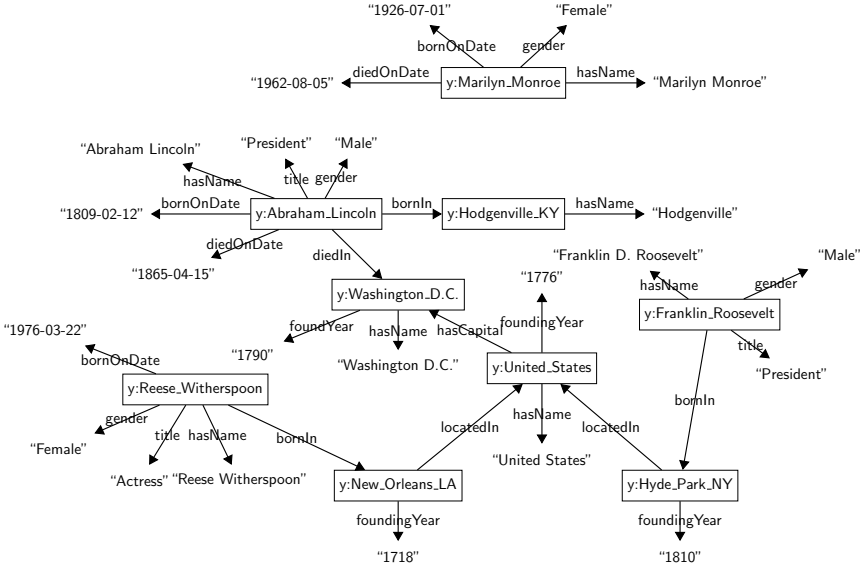 “1926-07-01”
“Female”
bornOnDate
gender
“1962-08-05”
diedOnDate
y:Marilyn_Monroe
hasName
“Marilyn Monroe”
“Abraham Lincoln”
“President”
“Male”
hasName
title
gender
“1809-02-12”
bornOnDate
y:Abraham_Lincoln
bornIn
y:Hodgenville_KY
hasName
“Hodgenville”
diedOnDate
“1865-04-15”
diedIn
“Franklin D. Roosevelt”
“Male”
“1776”
hasName
gender
y:Washington_D.C.
y:Franklin_Roosevelt
foundYear
hasName
hasCapital
foundingYear
title
“1976-03-22”
“1790”
“Washington D.C.”
y:United_States
“President”
bornOnDate
y:Reese_Witherspoon
bornIn
gender
title
hasName
bornIn
locatedIn
hasName
locatedIn
“Female”
“United States”
“Actress”
“Reese Witherspoon”
y:New_Orleans_LA
y:Hyde_Park_NY
foundingYear
foundingYear
“1718”
“1810”